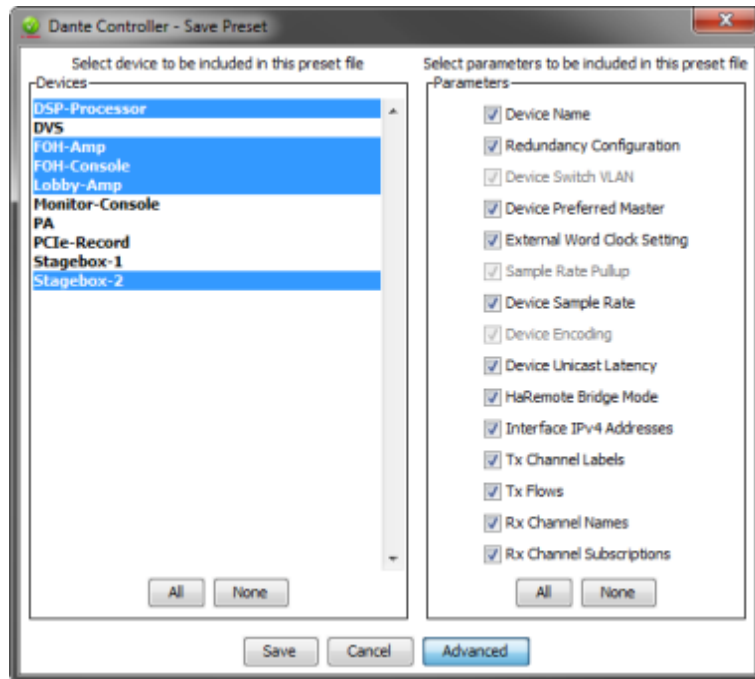 Dante Controller - Save Preset
Select device to be included in this preset file
Devices
DSP-Processor
DVS
FOH-Amp
FOH-Console
Lobby-Amp
Monitor-Console
PA
PCIe-Record
Stagebox-1
Stagebox-2
All None
Select parameters to be included in this preset file
Parameters
Device Name
Redundancy Configuration
Device Switch VLAN
Device Preferred Master
External Word Clock Setting
Sample Rate Pullup
Device Sample Rate
Device Encoding
Device Unicast Latency
HaRemote Bridge Mode
Interface IPv4 Addresses
Tx Channel Labels
Tx Flows
Rx Channel Names
Rx Channel Subscriptions
All None
Save Cancel Advanced